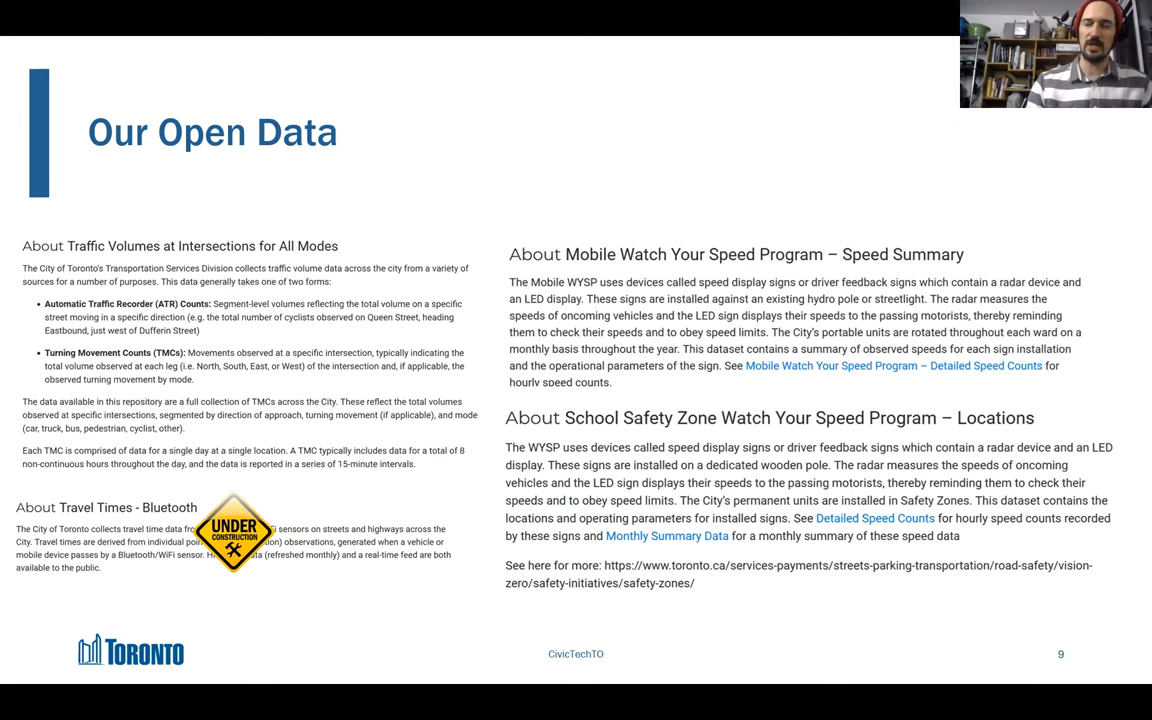 Our Open Data
About Traffic Volumes at Intersections for All Modes
The City of Toronto's Transportation Services Division collects traffic volume data across the city from a variety of
sources for a number of purposes. This data generally takes one of two forms:
• Automatic Traffic Recorder (ATR) Counts: Segment-level volumes reflecting the total volume on a specific
street moving in a specific direction (e.g. the total number of cyclists observed on Queen Street, heading
Eastbound, just west of Dufferin Street)
• Turning Movement Counts (TMCs): Movements observed at a specific intersection, typically indicating the
total volume observed at each leg (i.e. North, South, East, or West) of the intersection and, if applicable, the
observed turning movement by mode.
The data available in this repository are a full collection of TMCs across the City. These reflect the total volumes
observed at specific intersections, segmented by direction of approach, turning movement (if applicable), and mode
(car, truck, bus, pedestrian, cyclist, other).
Each TMC is comprised of data for a single day at a single location. A TMC typically includes data for a total of 8
non-continuous hours throughout the day, and the data is reported in a series of 15-minute intervals.
About Travel Times - Bluetooth
The City of Toronto collects travel time data sensors on streets and highways across the
City. Travel times are derived from individual observations, generated when a vehicle or
mobile device passes by a Bluetooth/WiFi sensor. (refreshed monthly) and a real-time feed are both
available to the public.
UNDER
CONSTRUCTION
About Mobile Watch Your Speed Program – Speed Summary
The Mobile WYSP uses devices called speed display signs or driver feedback signs which contain a radar device and
an LED display. These signs are installed against an existing hydro pole or streetlight. The radar measures the
speeds of oncoming vehicles and the LED sign displays their speeds to the passing motorists, thereby reminding
them to check their speeds and to obey speed limits. The City's portable units are rotated throughout each ward on a
monthly basis throughout the year. This dataset contains a summary of observed speeds for each sign installation
and the operational parameters of the sign. See Mobile Watch Your Speed Program – Detailed Speed Counts for
hourly speed counts.
About School Safety Zone Watch Your Speed Program – Locations
The WYSP uses devices called speed display signs or driver feedback signs which contain a radar device and an LED
display. These signs are installed on a dedicated wooden pole. The radar measures the speeds of oncoming
vehicles and the LED sign displays their speeds to the passing motorists, thereby reminding them to check their
speeds and to obey speed limits. The City's permanent units are installed in Safety Zones. This dataset contains the
locations and operating parameters for installed signs. See Detailed Speed Counts for hourly speed counts recorded
by these signs and Monthly Summary Data for a monthly summary of these speed data
See here for more: https://www.toronto.ca/services-payments/streets-parking-transportation/road-safety/vision-
zero/safety-initiatives/safety-zones/
TORONTO
CivicTechTO
9